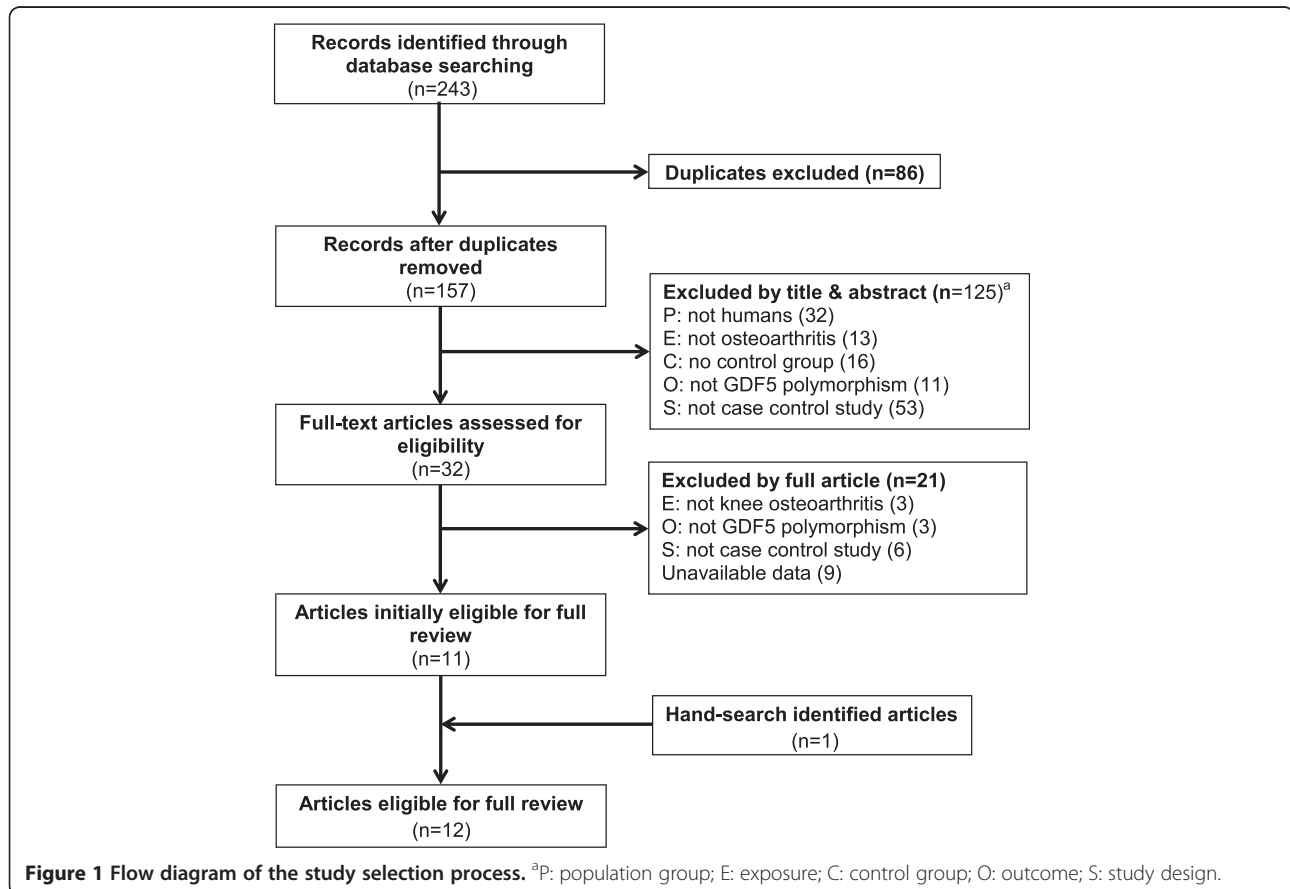 Records identified through
database searching
(n=243)
Duplicates excluded (n=86)
Records after duplicates
removed
(n=157)
Excluded by title & abstract (n=125)a
P: not humans (32)
E: not osteoarthritis (13)
C: no control group (16)
O: not GDF5 polymorphism (11)
S: not case control study (53)
Full-text articles assessed for
eligibility
(n=32)
Excluded by full article (n=21)
E: not knee osteoarthritis (3)
O: not GDF5 polymorphism (3)
S: not case control study (6)
Unavailable data (9)
Articles initially eligible for full
review
(n=11)
Hand-search identified articles
(n=1)
Articles eligible for full review
(n=12)
Figure 1 Flow diagram of the study selection process. aP: population group; E: exposure; C: control group; O: outcome; S: study design.